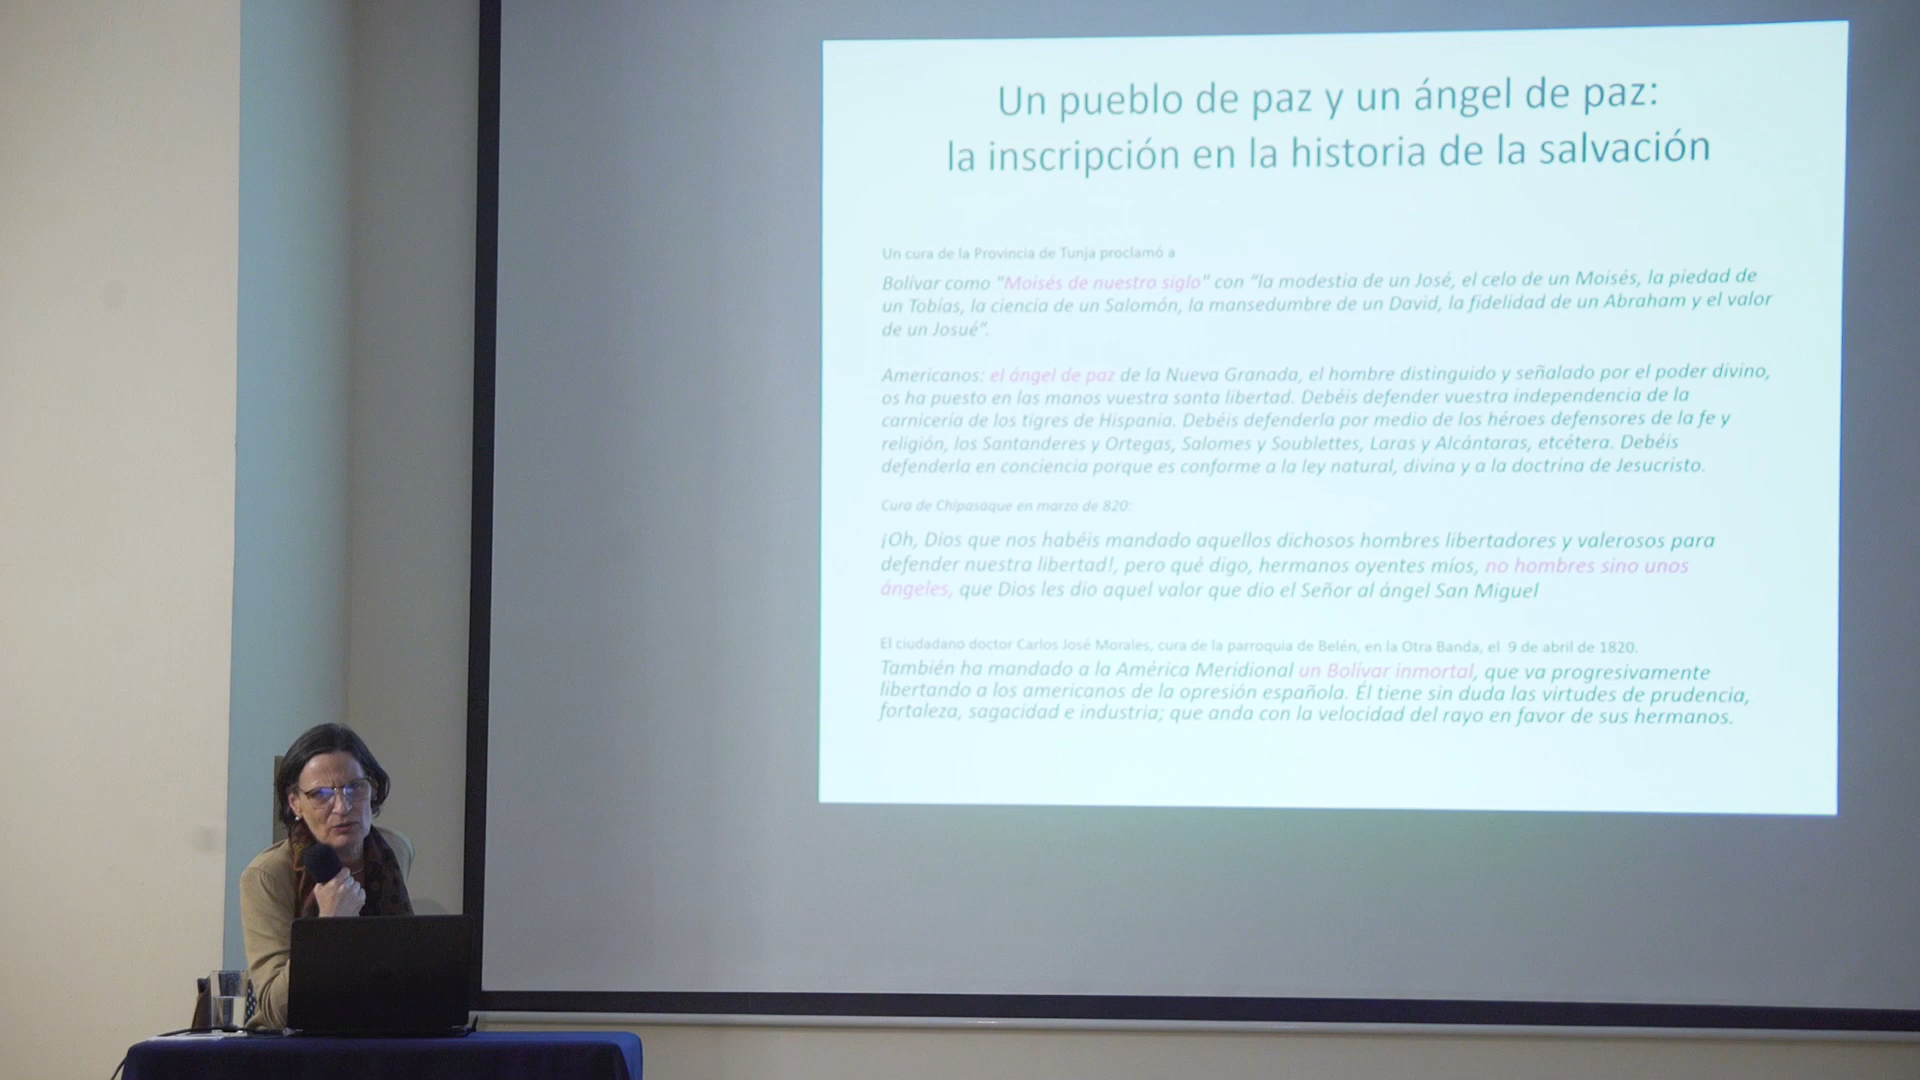 Un pueblo de paz y un ángel de paz:
la inscripción en la historia de la salvación
Un cura de la Provincia de Tunja proclamó a
Bolívar como "Moisés de nuestro siglo" con “la modestia de un José, el celo de un Moisés, la piedad de
un Tobías, la ciencia de un Salomón, la mansedumbre de un David, la fidelidad de un Abraham y el valor
de un Josué”.
Americanos: el ángel de paz de la Nueva Granada, el hombre distinguido y señalado por el poder divino,
os ha puesto en las manos vuestra santa libertad. Debéis defender vuestra independencia de la
carnicería de los tigres de Hispania. Debéis defenderla por medio de los héroes defensores de la fe y
religión, los Santanderes y Ortegas, Salomes y Soublettes, Laras y Alcántaras, etcétera. Debéis
defenderla en conciencia porque es conforme a la ley natural, divina y a la doctrina de Jesucristo.
Cura de Chipasaque en marzo de 820:
¡Oh, Dios que nos habéis mandado aquellos dichosos hombres libertadores y valerosos para
defender nuestra libertad!, pero qué digo, hermanos oyentes míos, no hombres sino unos
ángeles, que Dios les dio aquel valor que dio el Señor al ángel San Miguel
El ciudadano doctor Carlos José Morales, cura de la parroquia de Belén, en la Otra Banda, el 9 de abril de 1820.
También ha mandado a la América Meridional un Bolívar inmortal, que va progresivamente
libertando a los americanos de la opresión española. Él tiene sin duda las virtudes de prudencia,
fortaleza, sagacidad e industria; que anda con la velocidad del rayo en favor de sus hermanos.